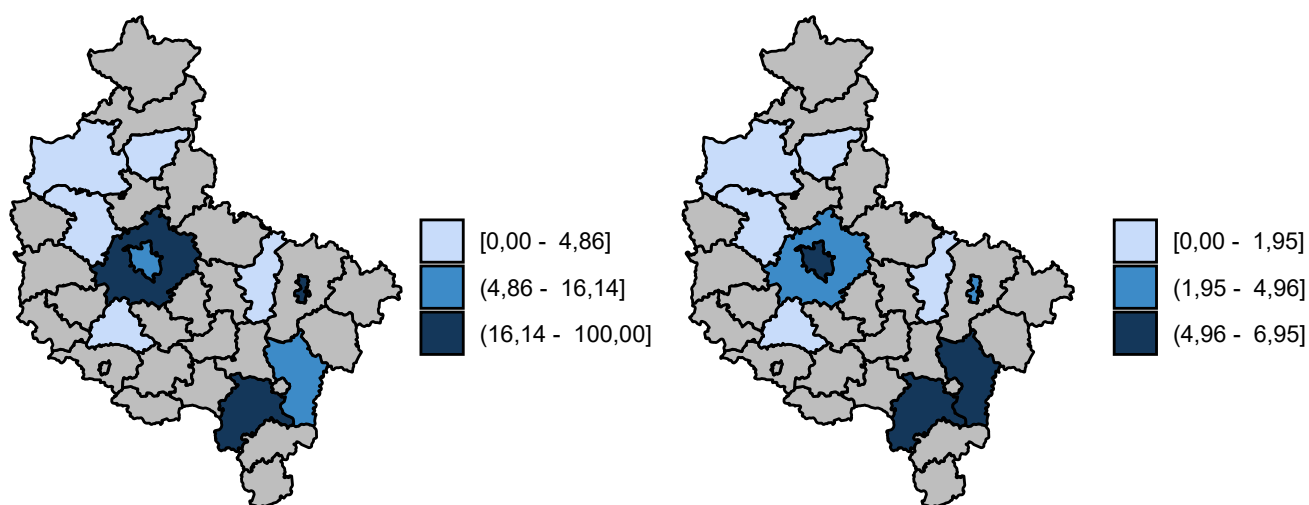 [0,00 - 4,86]
(4,86 - 16,14]
(16,14 - 100,00]
[0,00 - 1,95]
(1,95 - 4,96]
(4,96 - 6,95]